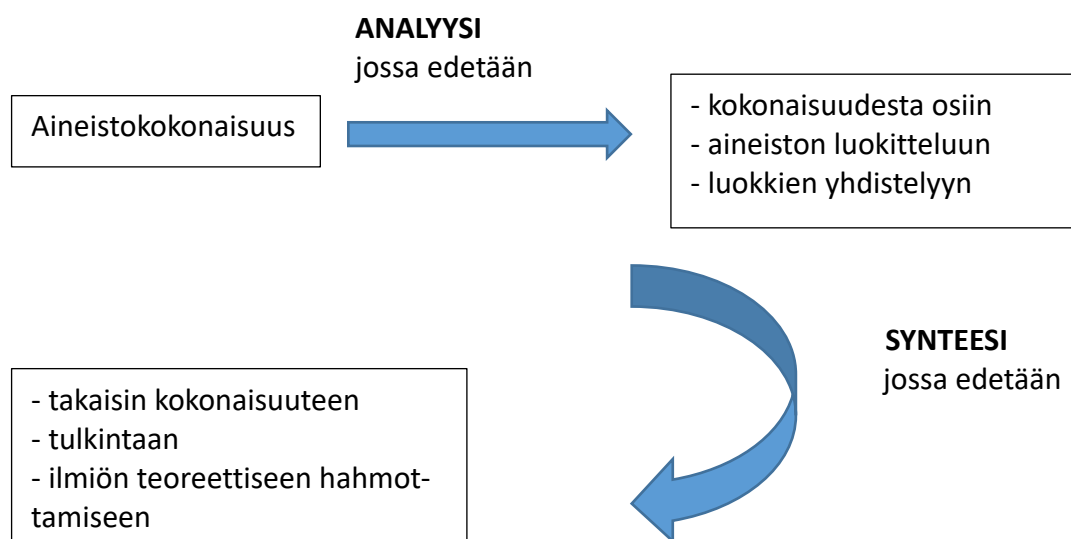 ANALYYSI
jossa edetään
Aineistokokonaisuus
- kokonaisuudesta osiin
- aineiston luokitteluun
- luokkien yhdistelyyn
SYNTEESI
jossa edetään
- takaisin kokonaisuuteen
- tulkintaan
- ilmiön teoreettiseen hahmot-
tamiseen